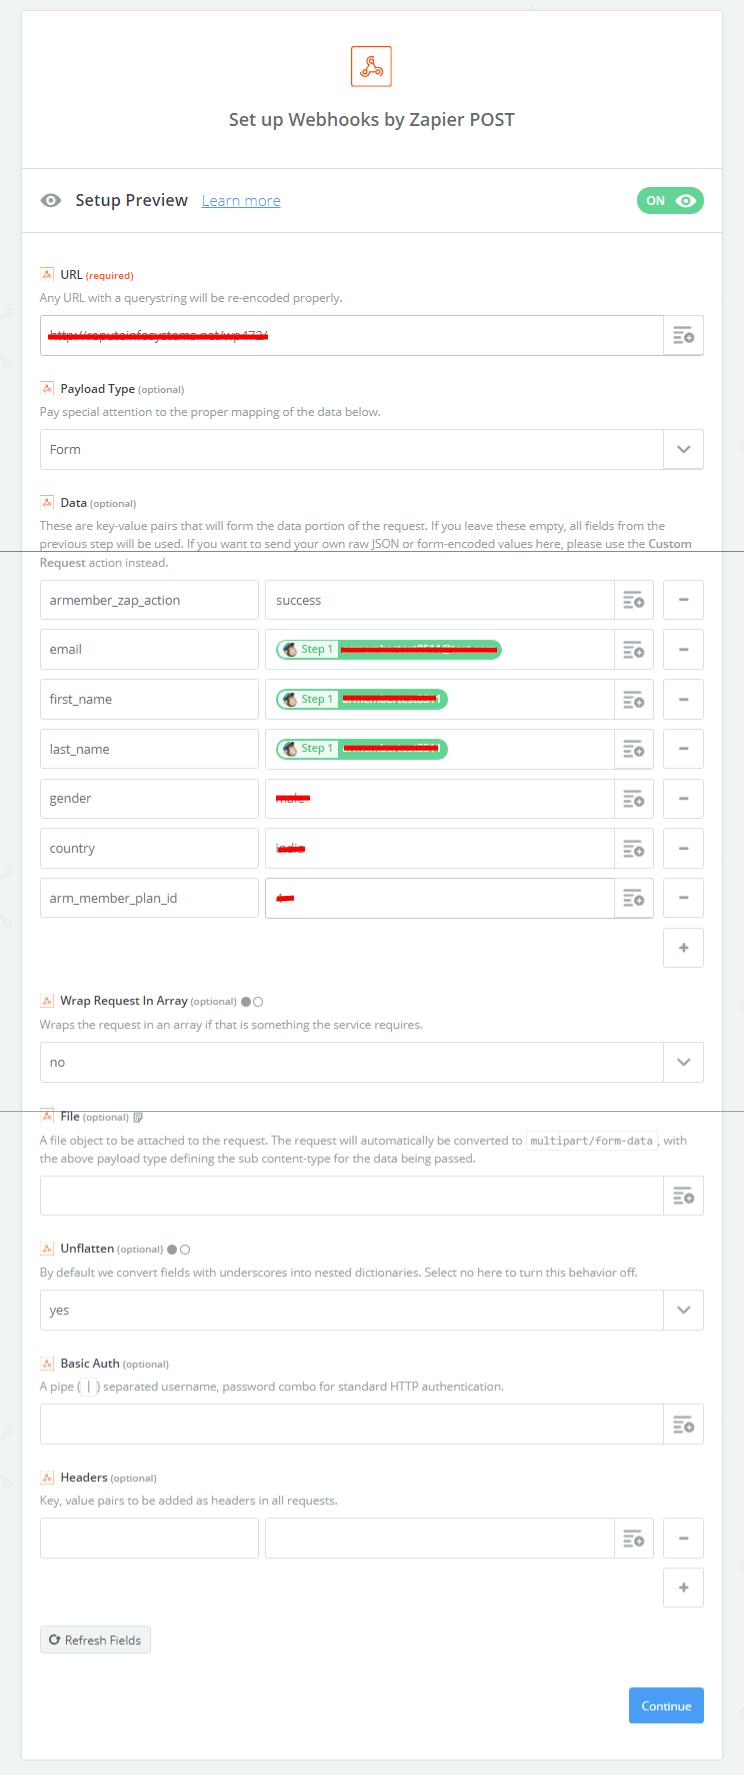 Set up Webhooks by Zapier POST
Setup Preview Learn more ON
URL (required)
Any URL with a querystring will be re-encoded properly.
Payload Type (optional)
Pay special attention to the proper mapping of the data below.
Form
Data (optional)
These are key-value pairs that will form the data portion of the request. If you leave these empty, all fields from the
previous step will be used. If you want to send your own raw JSON or form-encoded values here, please use the Custom
Request action instead.
armember_zap_action success
email Step 1
first_name Step 1
last_name Step 1
gender
country
arm_member_plan_id
Wrap Request In Array (optional)
Wraps the request in an array if that is something the service requires.
no
File (optional)
A file object to be attached to the request. The request will automatically be converted to multipart/form-data, with
the above payload type defining the sub content-type for the data being passed.
Unflatten (optional)
By default we convert fields with underscores into nested dictionaries. Select no here to turn this behavior off.
yes
Basic Auth (optional)
A pipe ( | ) separated username, password combo for standard HTTP authentication.
Headers (optional)
Key, value pairs to be added as headers in all requests.
Refresh Fields
Continue